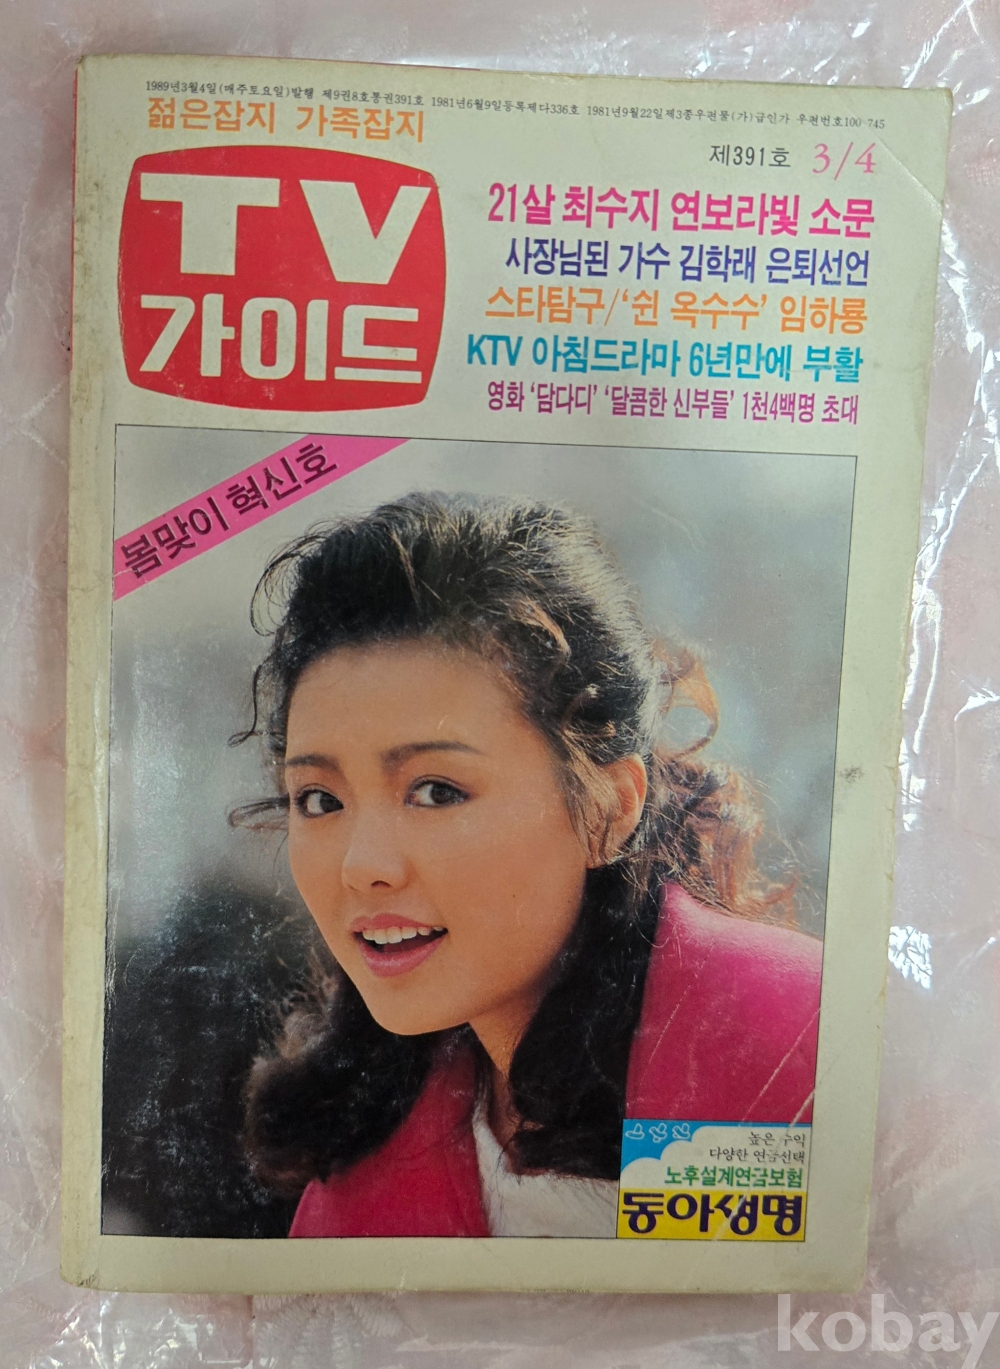 1989년3월4일(매주토요일)발행 제9권8호통권391호 1981년6월9일등록제다336호 1981년9월22일제3종우편물(가)급인가 우편번호100-745
젊은잡지 가족잡지
제391호 3/4
TV
가이드
21살 최수지 연보라빛 소문
사장님된 가수 김학래 은퇴선언
스타탐구/‘쉰 옥수수’ 임하룡
KTV 아침드라마 6년만에 부활
영화 ‘담다디’ ‘달콤한 신부들’ 1천4백명 초대
봄맞이 혁신호
높은 수익
다양한 연금선택
노후설계연금보험
동아생명
kobay